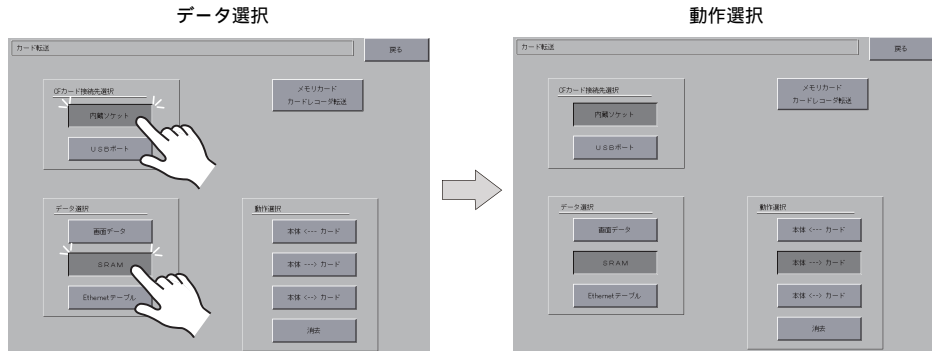 データ選択
カード転送
戻る
CFカード接続先選択
内蔵ソケット
USBポート
メモリカード
カードレコーダ転送
データ選択
画面データ
SRAM
Ethernetテーブル
動作選択
本体 <--- カード
本体 ---> カード
本体 <--> カード
消去
動作選択
カード転送
戻る
CFカード接続先選択
内蔵ソケット
USBポート
メモリカード
カードレコーダ転送
データ選択
画面データ
SRAM
Ethernetテーブル
動作選択
本体 <--- カード
本体 ---> カード
本体 <--> カード
消去